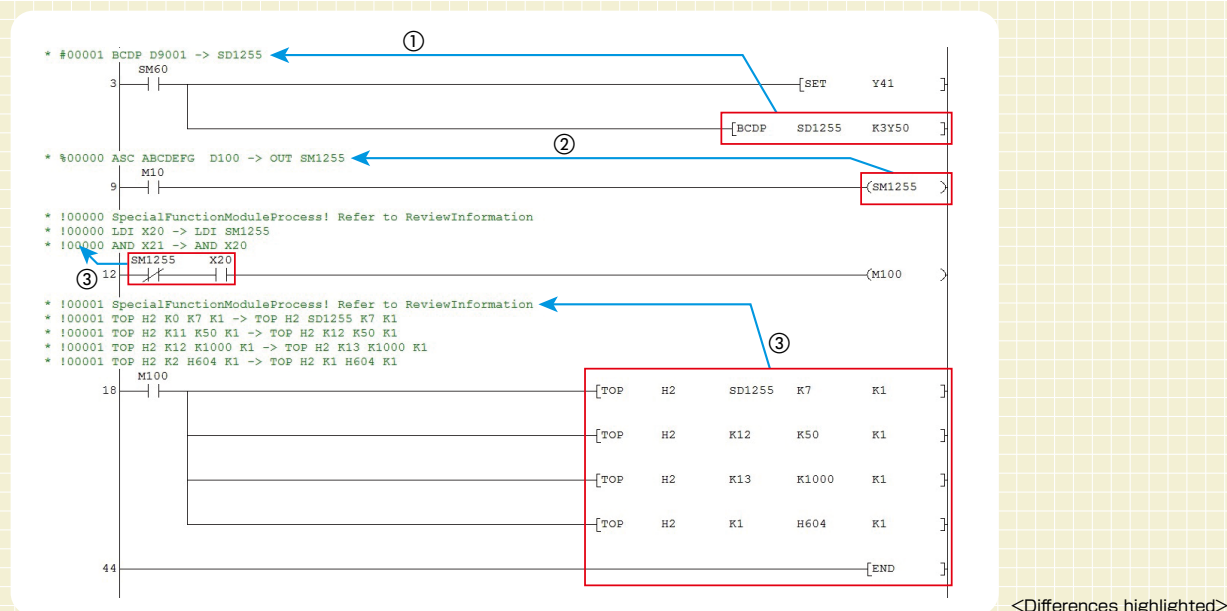 ①
* #00001 BCDP D9001 -> SD1255
SM60
3 [SET Y41 ]
[BCDP SD1255 K3Y50 ]
②
* %00000 ASC ABCDEFG D100 -> OUT SM1255
M10
9 (SM1255 )
* !00000 SpecialFunctionModuleProcess! Refer to ReviewInformation
* !00000 LDI X20 -> LDI SM1255
* !00000 AND X21 -> AND X20
SM1255 X20
③ 12 (M100 )
* !00001 SpecialFunctionModuleProcess! Refer to ReviewInformation
* !00001 TOP H2 K0 K7 K1 -> TOP H2 SD1255 K7 K1
* !00001 TOP H2 K11 K50 K1 -> TOP H2 K12 K50 K1
* !00001 TOP H2 K12 K1000 K1 -> TOP H2 K13 K1000 K1
③
* !00001 TOP H2 K2 H604 K1 -> TOP H2 K1 H604 K1
M100
18 [TOP H2 SD1255 K7 K1 ]
[TOP H2 K12 K50 K1 ]
[TOP H2 K13 K1000 K1 ]
[TOP H2 K1 H604 K1 ]
44 [END ]
<Differences highlighted>